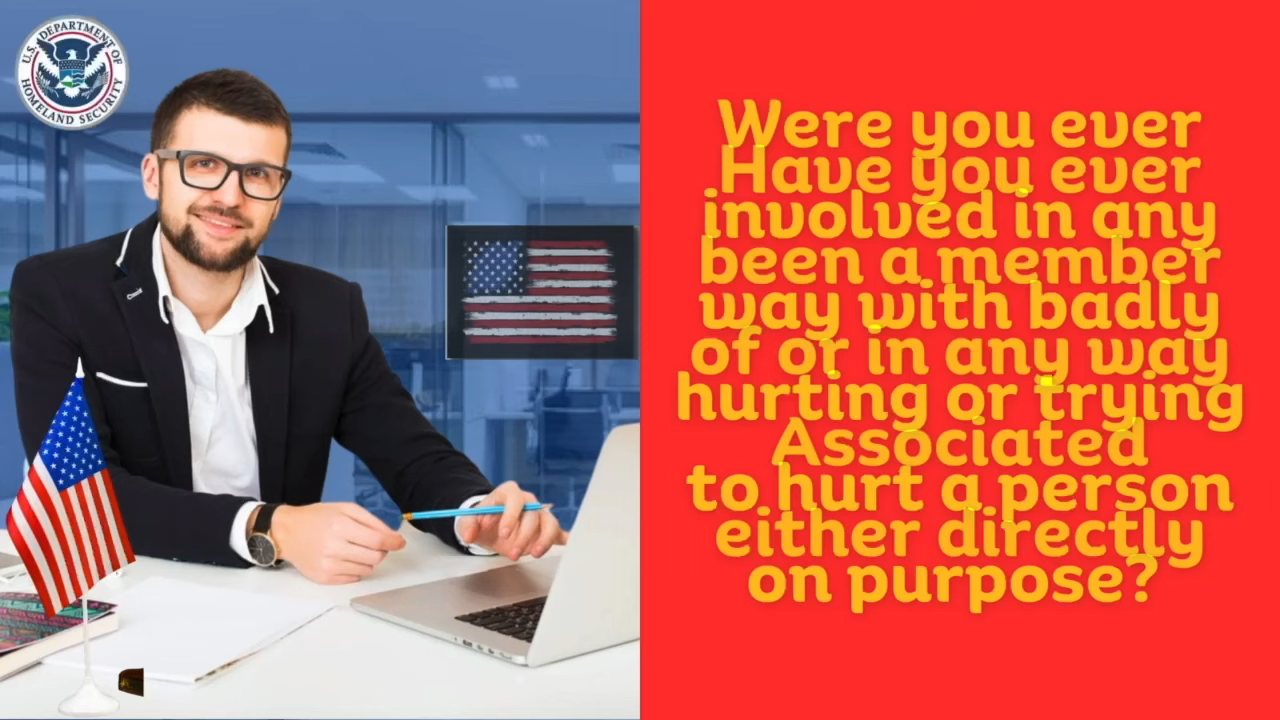 U.S. DEPARTMENT OF
HOMELAND SECURITY
Were you ever
Have you ever
involved in any
been a member
way with badly
of or in any way
hurting or trying
Associated
to hurt a person
either directly
on purpose?